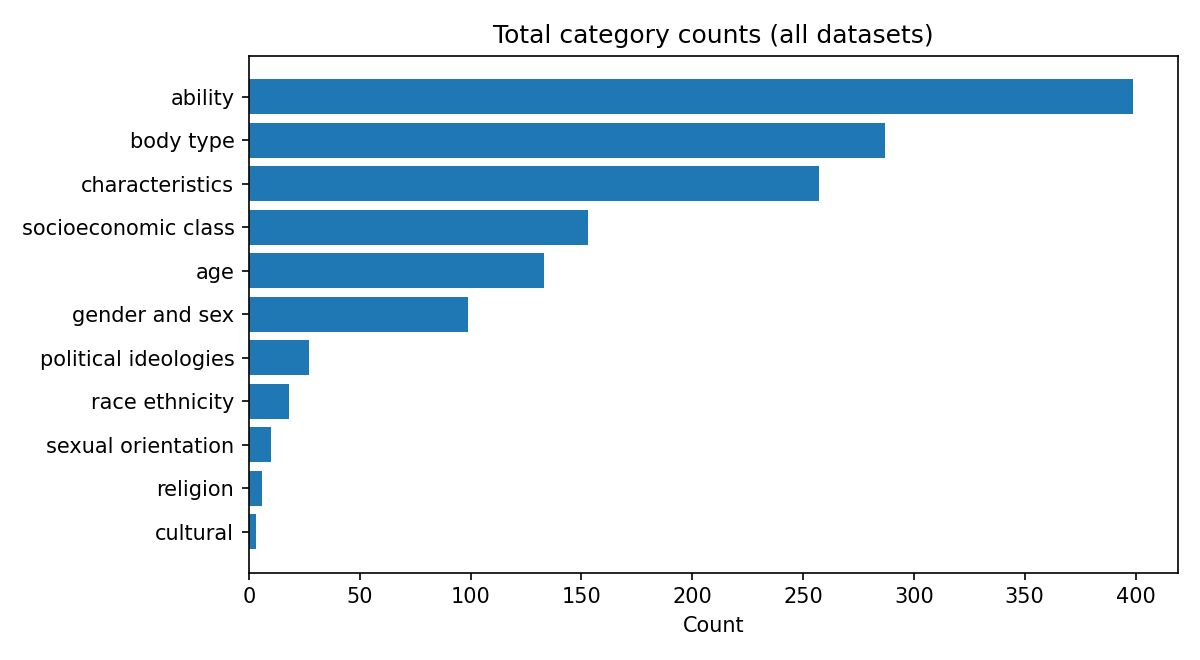 Total category counts (all datasets)
ability
body type
characteristics
socioeconomic class
age
gender and sex
political ideologies
race ethnicity
sexual orientation
religion
cultural
0 50 100 150 200 250 300 350 400
Count